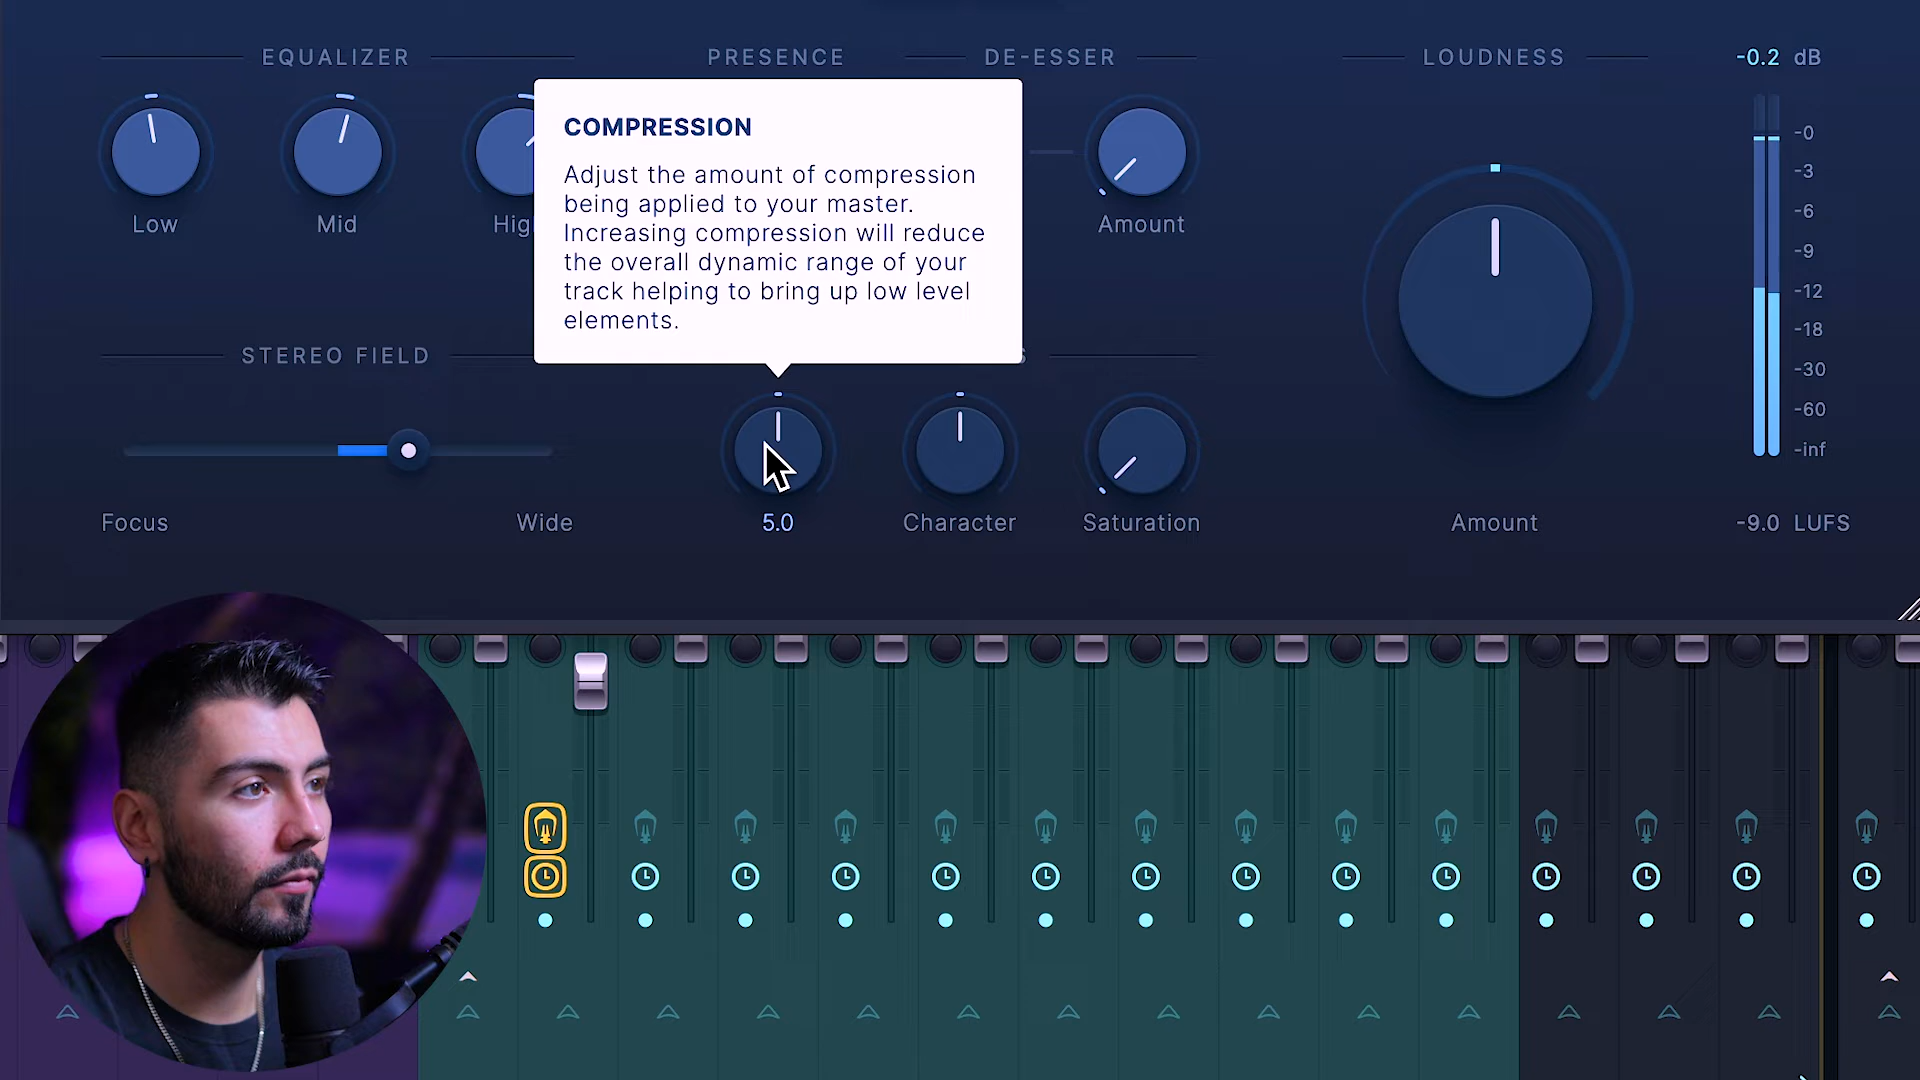 EQUALIZER
PRESENCE
DE-ESSER
LOUDNESS
-0.2 dB
COMPRESSION
Adjust the amount of compression
being applied to your master.
Increasing compression will reduce
the overall dynamic range of your
track helping to bring up low level
elements.
Low
Mid
Amount
-0
-3
-6
-9
-12
-18
-30
-60
-inf
STEREO FIELD
Focus
Wide
5.0
Character
Saturation
Amount
-9.0 LUFS